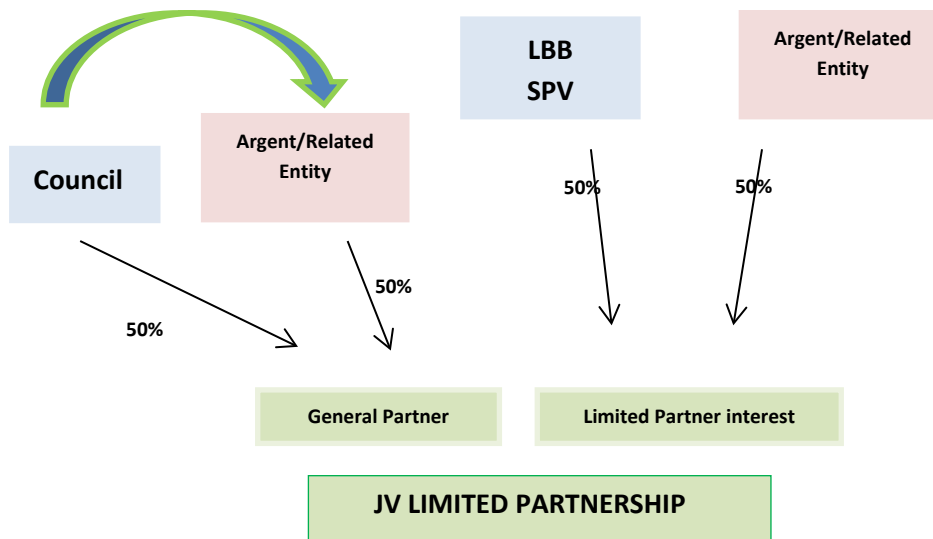 LBB
SPV
Argent/Related
Entity
Argent/Related
Entity
Council
50%
50%
50%
50%
General Partner
Limited Partner interest
JV LIMITED PARTNERSHIP